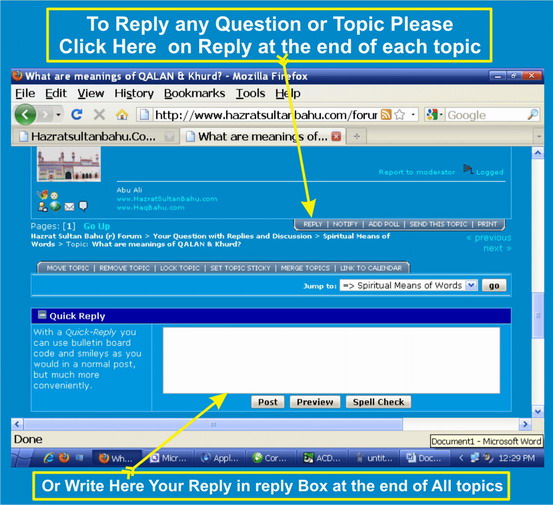 To Reply any Question or Topic Please
Click Here on Reply at the end of each topic
What are meanings of QALAN & Khurd? - Mozilla Firefox
File Edit View History Bookmarks Tools Help
http://www.hazratsultanbahu.com/forur
Google
HazratsultanbahU.Co... What are meanings of...
Report to moderator Logged
Abu Ali
www.HazratSultanBahu.com
www.HaqBahu.com
Pages: [1] Go Up
REPLY | NOTIFY | ADD POLL | SEND THIS TOPIC | PRINT
Hazrat Sultan Bahu (r) Forum > Your Question with Replies and Discussion > Spiritual Means of
Words > Topic: What are meanings of QALAN & Khurd?
« previous
next »
MOVE TOPIC | REMOVE TOPIC | LOCK TOPIC | SET TOPIC STICKY | MERGE TOPICS | LINK TO CALENDAR
Jump to: => Spiritual Means of Words go
Quick Reply
With a Quick-Reply you
can use bulletin board
code and smileys as you
would in a normal post,
but much more
conveniently.
Post Preview Spell Check
Done
Document1 - Microsoft Word
Wh... Micr... Appl... Cor... ACD... untit... Doc... 12:29 PM
Or Write Here Your Reply in reply Box at the end of All topics